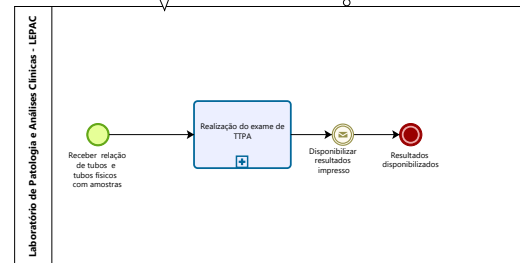 Laboratório de Patologia e Análises Clínicas - LEPAC
Receber relação
de tubos e
tubos físicos
com amostras
Realização do exame de
TTPA
Disponibilizar
resultados
impresso
Resultados
disponibilizados